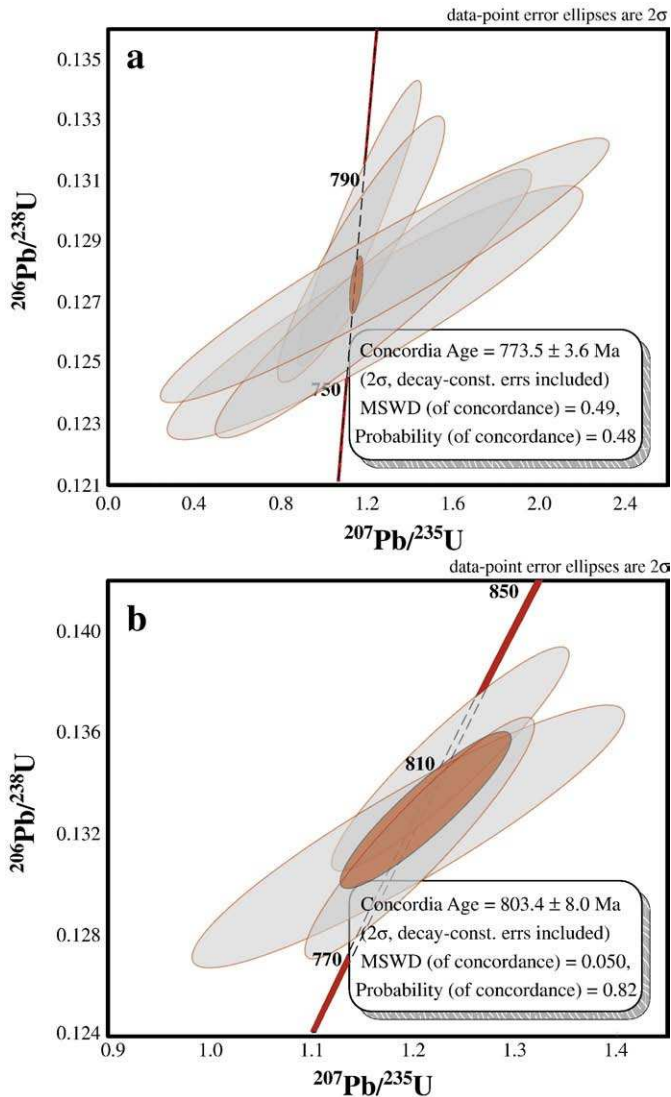 data-point error ellipses are 2σ
a
0.135
0.133
0.131
0.129
0.127
0.125
0.123
0.121
²⁰⁶Pb/²³⁸U
790
750
Concordia Age = 773.5 ± 3.6 Ma
(2σ, decay-const. errs included)
MSWD (of concordance) = 0.49,
Probability (of concordance) = 0.48
0.0 0.4 0.8 1.2 1.6 2.0 2.4
²⁰⁷Pb/²³⁵U
data-point error ellipses are 2σ
b
850
0.140
0.136
0.132
0.128
0.124
²⁰⁶Pb/²³⁸U
810
770
Concordia Age = 803.4 ± 8.0 Ma
(2σ, decay-const. errs included)
MSWD (of concordance) = 0.050,
Probability (of concordance) = 0.82
0.9 1.0 1.1 1.2 1.3 1.4
²⁰⁷Pb/²³⁵U